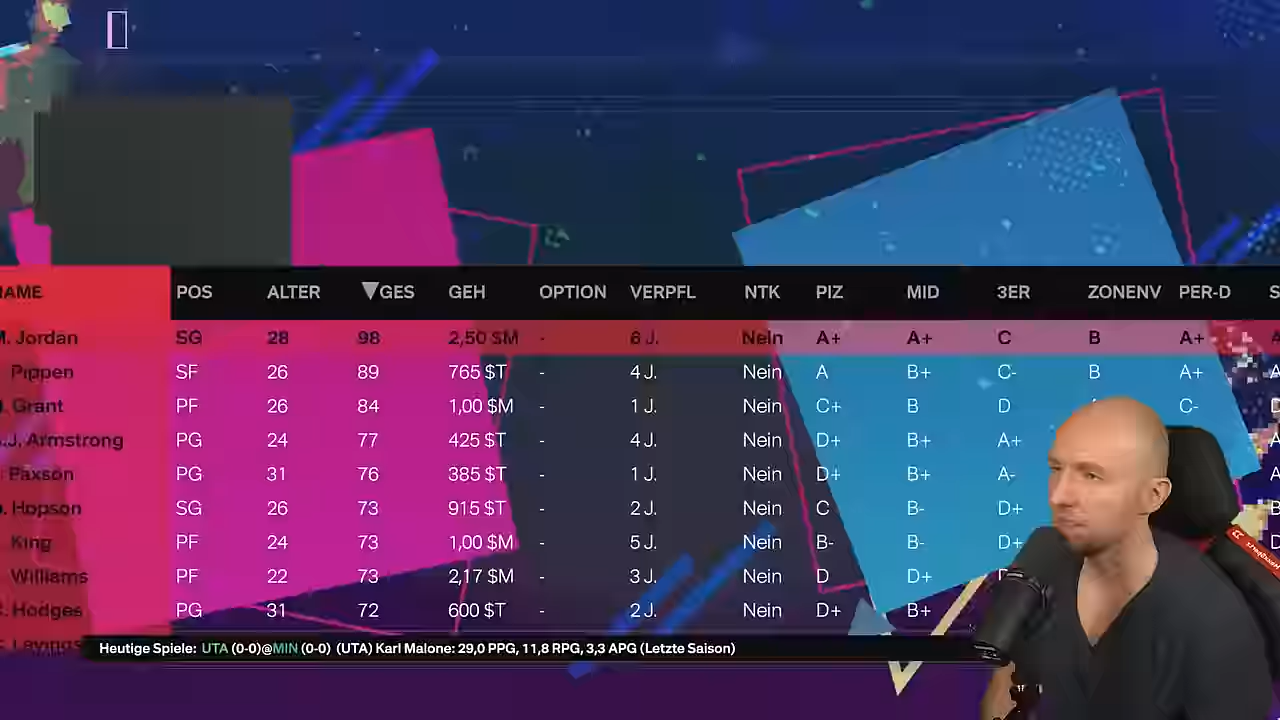 NAME POS ALTER ▼GES GEH OPTION VERPFL NTK PIZ MID 3ER ZONENV PER-D S
M. Jordan SG 28 98 2,50 $M - 6 J. Nein A+ A+ C B A+ A
Pippen SF 26 89 765 $T - 4 J. Nein A B+ C- B A+ A
Grant PF 26 84 1,00 $M - 1 J. Nein C+ B D C- D
.J. Armstrong PG 24 77 425 $T - 4 J. Nein D+ B+ A+ A
Paxson PG 31 76 385 $T - 1 J. Nein D+ B+ A- A
Hopson SG 26 73 915 $T - 2 J. Nein C B- D+ B
King PF 24 73 1,00 $M - 5 J. Nein B- B- D+ D
Williams PF 22 73 2,17 $M - 3 J. Nein D D+
Hodges PG 31 72 600 $T - 2 J. Nein D+ B+
Heutige Spiele: UTA (0-0)@MIN (0-0) (UTA) Karl Malone: 29,0 PPG, 11,8 RPG, 3,3 APG (Letzte Saison)